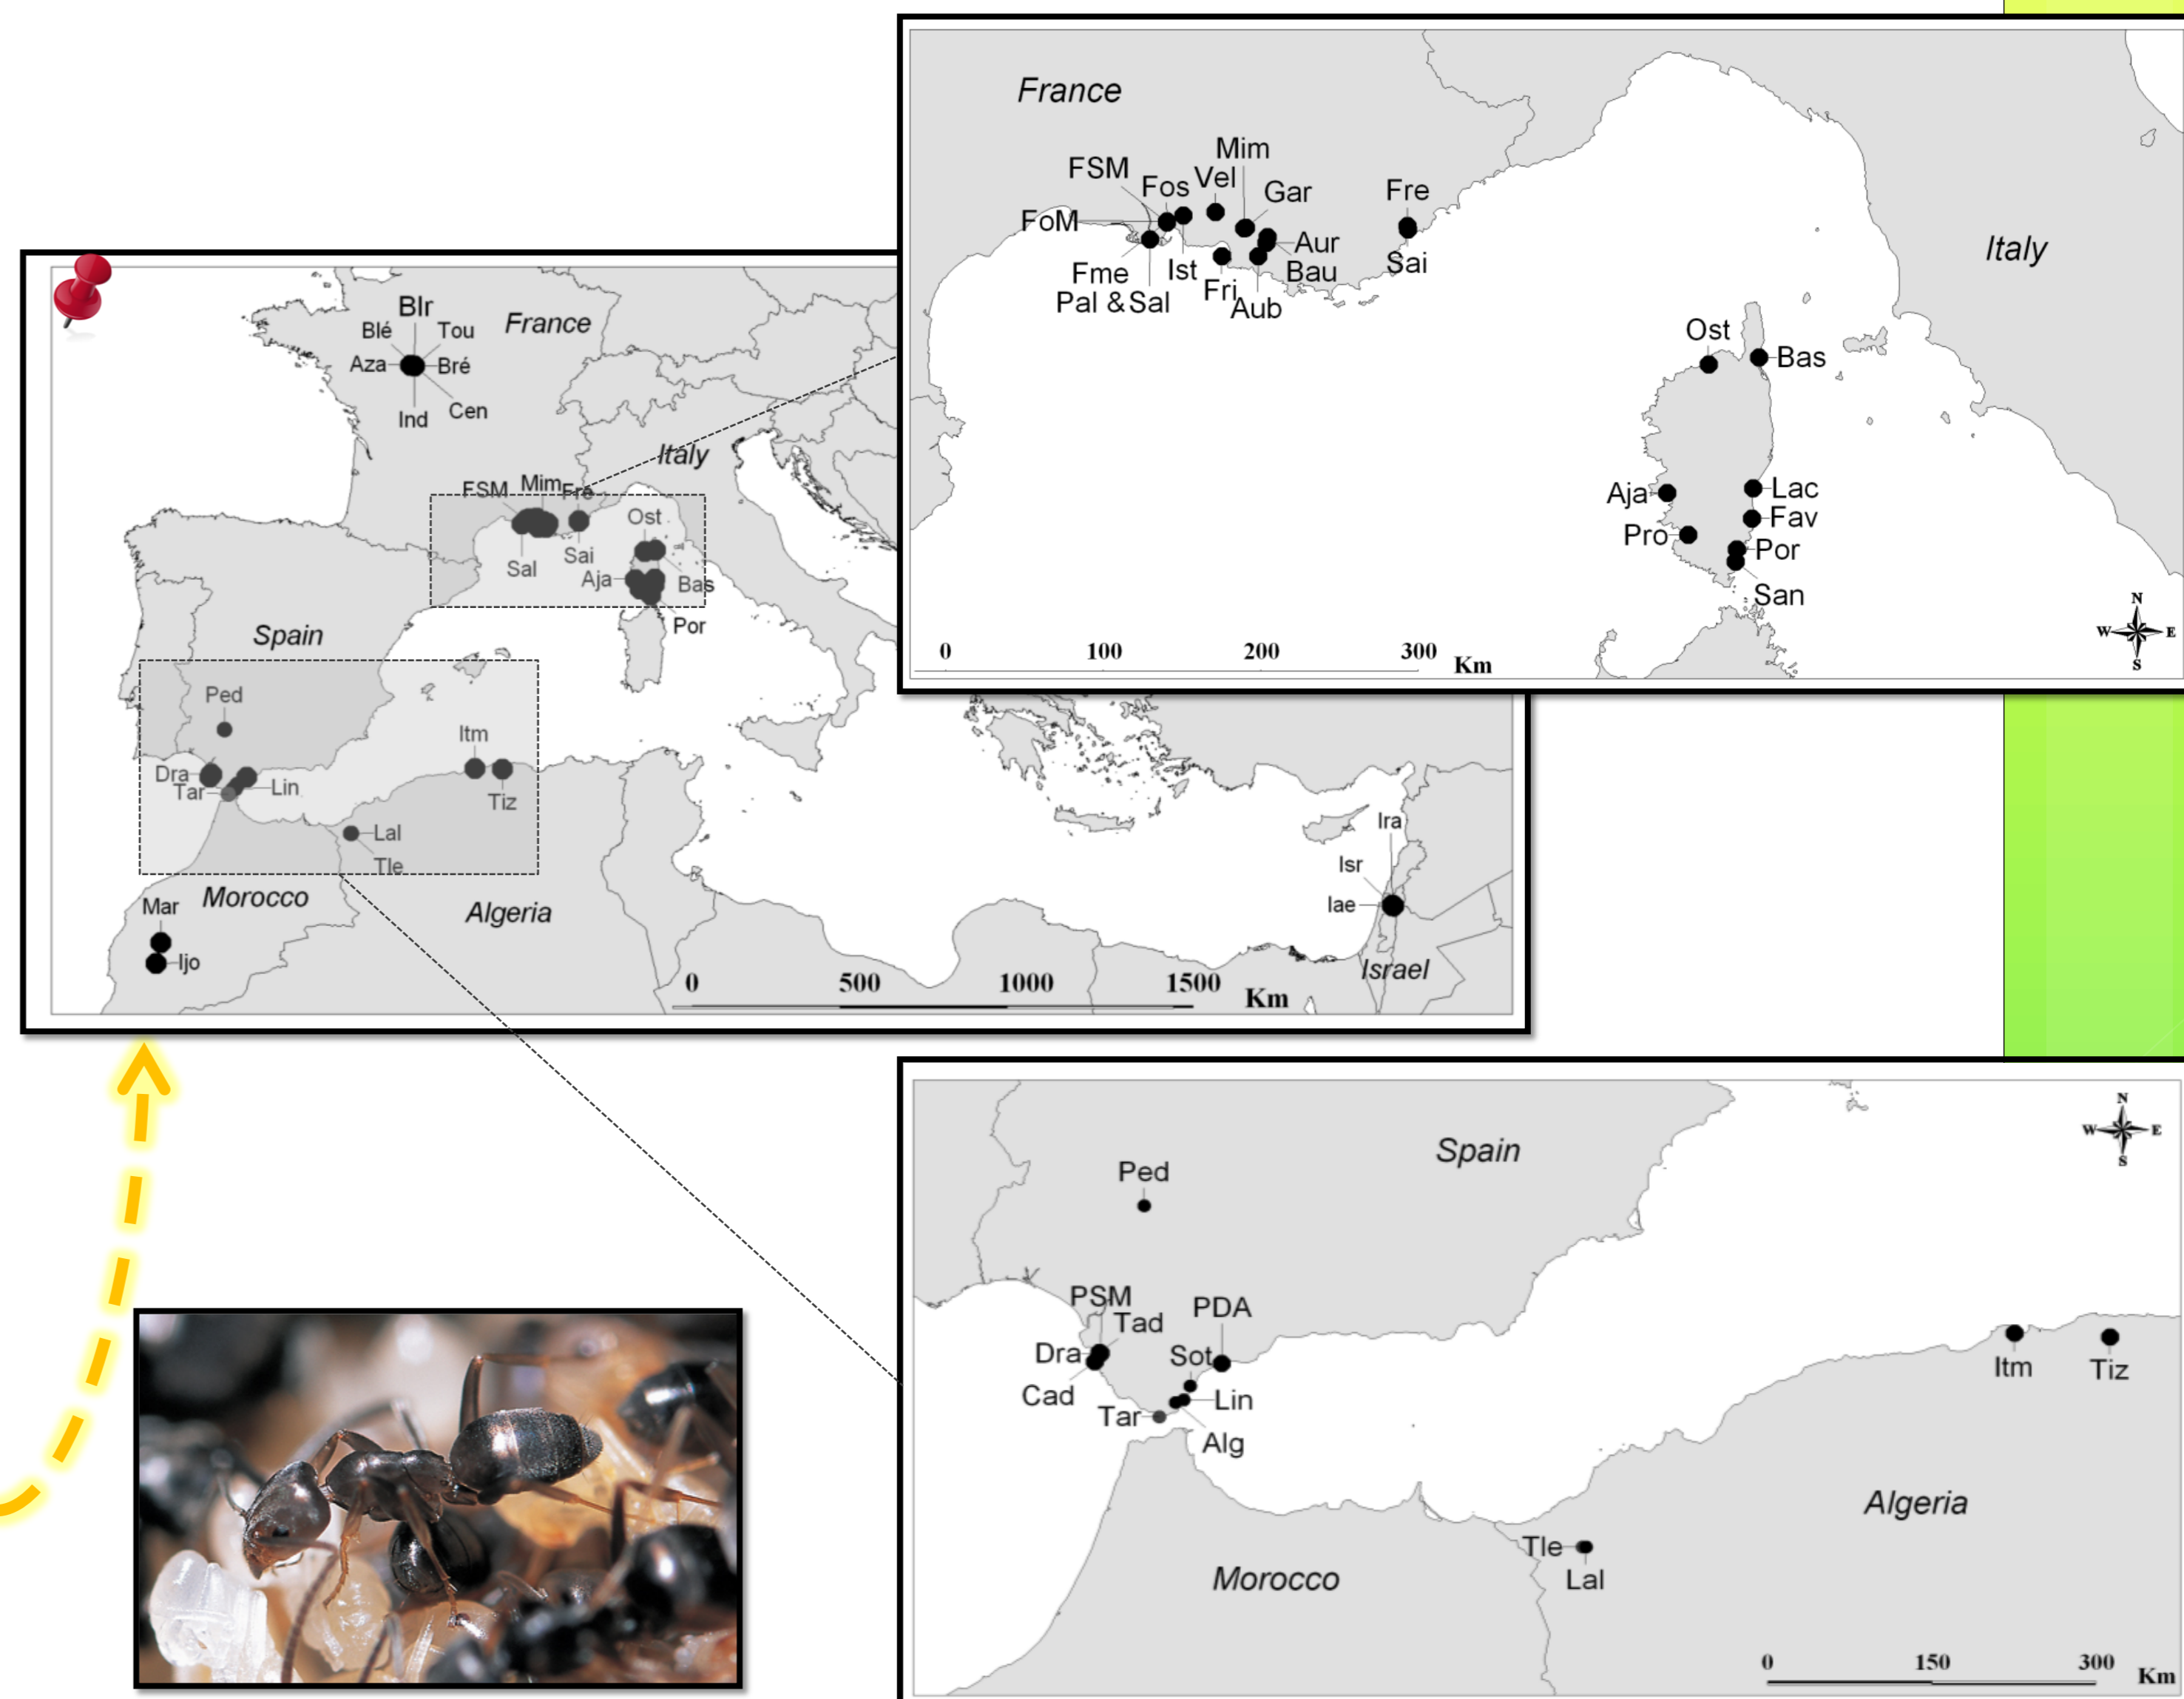 France
Mim
FSM
Vel
Fos
Gar
Fre
FoM
Aur
Italy
Fme
Ist
Bau
Sai
Pal & Sal
Fri
Aub
Ost
Bas
Aja
Lac
Fav
Pro
Por
San
N
W E
S
0 100 200 300 Km
Blr
Blé Tou
France
Aza Bré
Ind Cen
Italy
FSM Mim Fre
Ost
Sal Sai
Aja Bas
Por
Spain
Ped
Itm
Dra
Tar Lin
Tiz
Lal
Tle
Ira
Isr
Iae
Morocco
Mar
Algeria
Ijo
Israel
0 500 1000 1500 Km
N
W E
S
Spain
Ped
PSM
Tad PDA
Dra Sot
Cad
Lin
Tar
Alg
Itm Tiz
Algeria
Tle
Lal
Morocco
0 150 300 Km